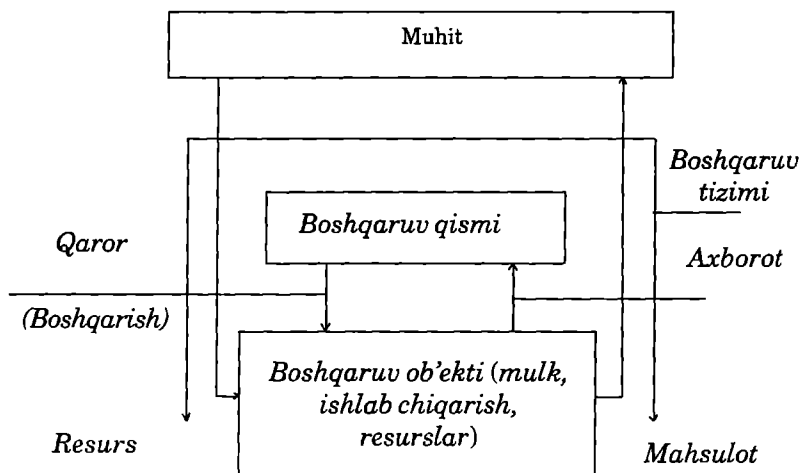 Muhit
Boshqaruv
tizimi
Boshqaruv qismi
Qaror
Axborot
(Boshqarish)
Boshqaruv ob'ekti (mulk,
ishlab chiqarish,
resurslar)
Resurs
Mahsulot